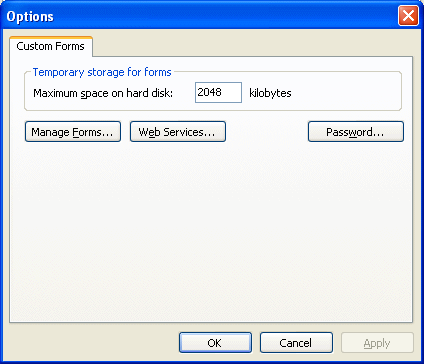 Options
Custom Forms
Temporary storage for forms
Maximum space on hard disk: 2048 kilobytes
Manage Forms... Web Services... Password...
OK Cancel Apply